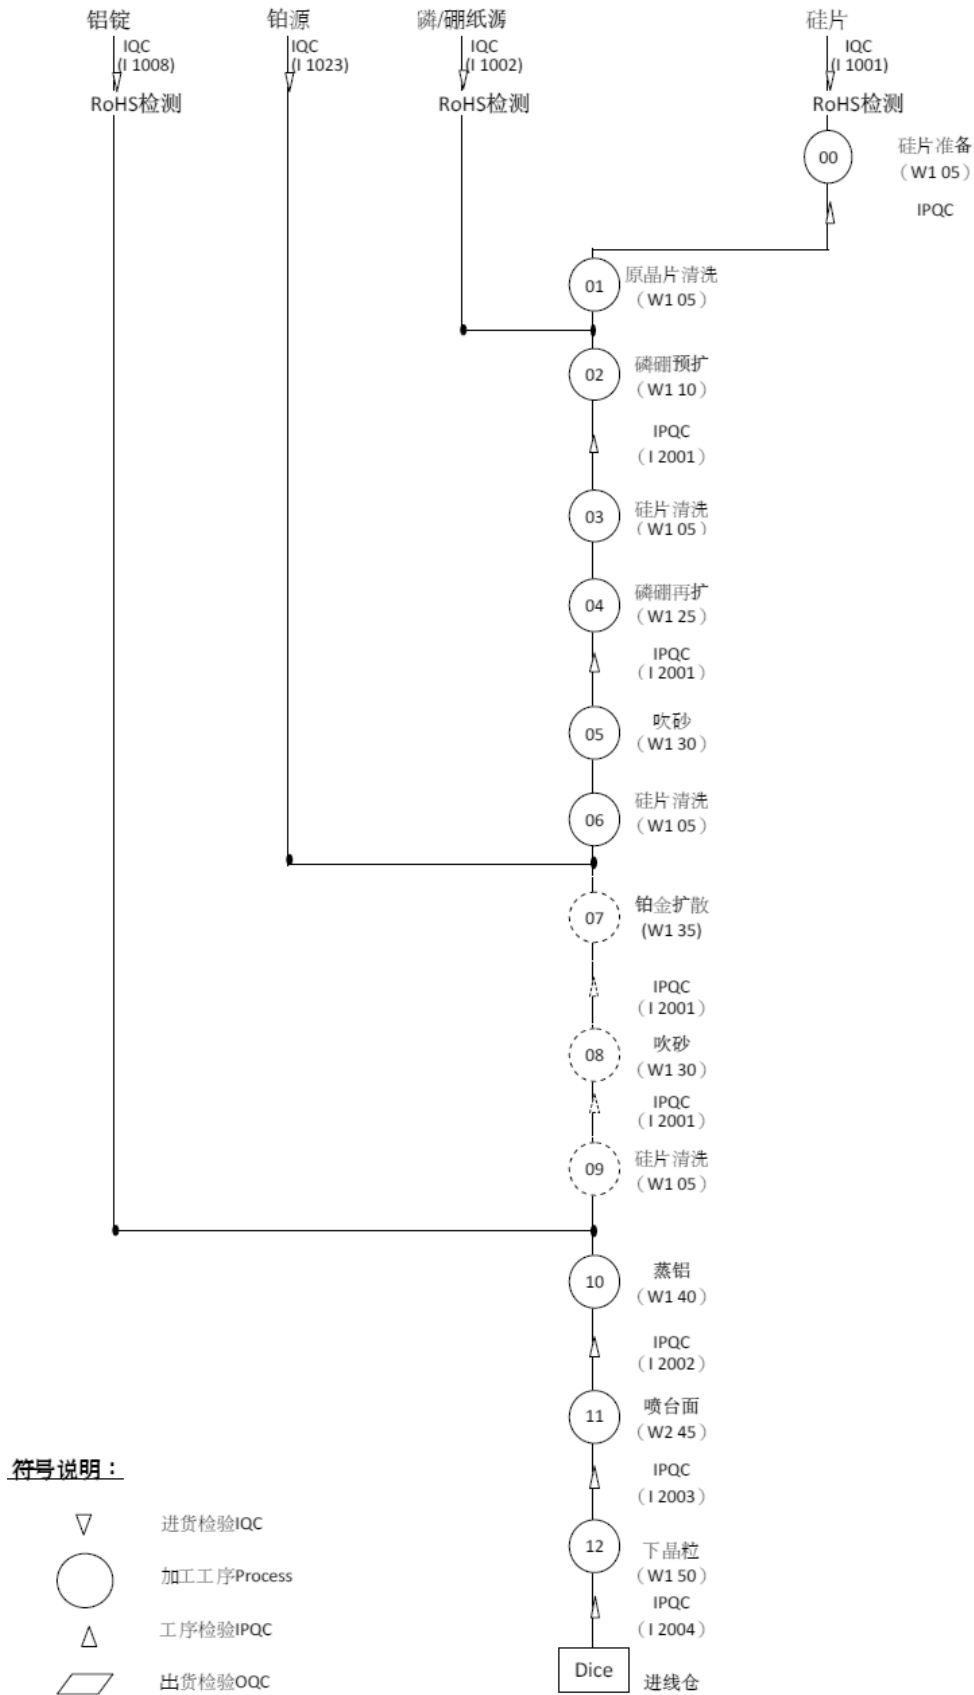 铝锭
铂源
磷/硼纸源
硅片
IQC
(I 1008)
IQC
(I 1023)
IQC
(I 1002)
IQC
(I 1001)
RoHS检测
RoHS检测
RoHS检测
00
硅片准备
（W1 05）
IPQC
01
原晶片清洗
（W1 05）
02
磷硼预扩
（W1 10）
IPQC
（I 2001）
03
硅片清洗
（W1 05）
04
磷硼再扩
（W1 25）
IPQC
（I 2001）
05
吹砂
（W1 30）
06
硅片清洗
（W1 05）
07
铂金扩散
(W1 35)
IPQC
（I 2001）
08
吹砂
（W1 30）
IPQC
（I 2001）
09
硅片清洗
（W1 05）
10
蒸铝
（W1 40）
IPQC
（I 2002）
11
喷台面
（W2 45）
IPQC
（I 2003）
12
下晶粒
（W1 50）
IPQC
（I 2004）
Dice
进线仓
符号说明：
进货检验IQC
加工工序Process
工序检验IPQC
出货检验OQC